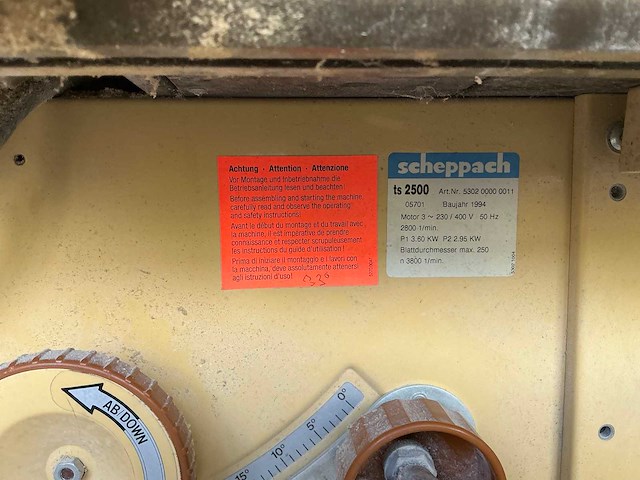 Achtung · Attention · Attenzione
Vor Montage und Inbetriebnahme die
Betriebsanleitung lesen und beachten!
Before assembling and starting the machine,
carefully read and observe the operating
and safety instructions!
Avant le début du montage et du travail avec
la machine, il est impératif de prendre
connaissance et respecter scrupuleusement
les instructions du guide d'utilisation!
Prima di iniziare il montaggio e i lavori con
la macchina, deve assolutamente attenersi
agli istruzioni d'uso!
scheppach
ts 2500 Art.Nr. 5302 0000 0011
05701 Baujahr 1994
Motor 3 ~ 230 / 400 V 50 Hz
2800 1/min.
P1 3.60 KW P2 2.95 KW
Blattdurchmesser max. 250
n 3800 1/min.
AB/DOWN
0°
5°
10°
15°